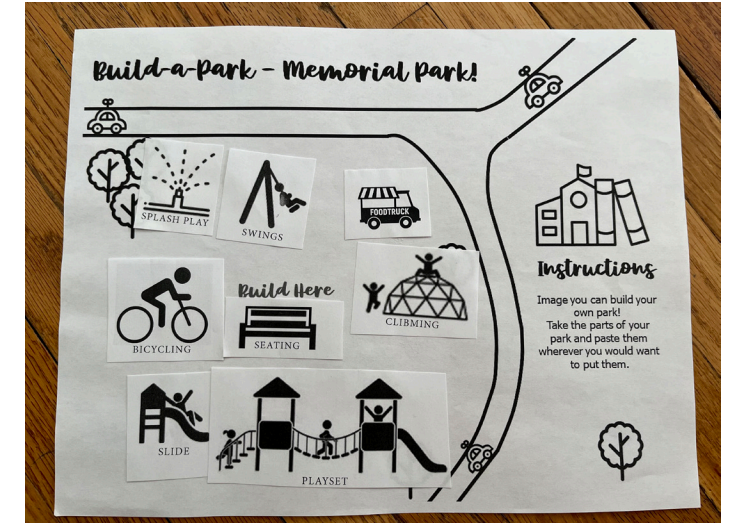 Build-a-Park - Memorial Park!
SPLASH PLAY
SWINGS
FOODTRUCK
BICYCLING
Build Here
SEATING
CLIBMING
SLIDE
PLAYSET
Instructions
Image you can build your
own park!
Take the parts of your
park and paste them
wherever you would want
to put them.